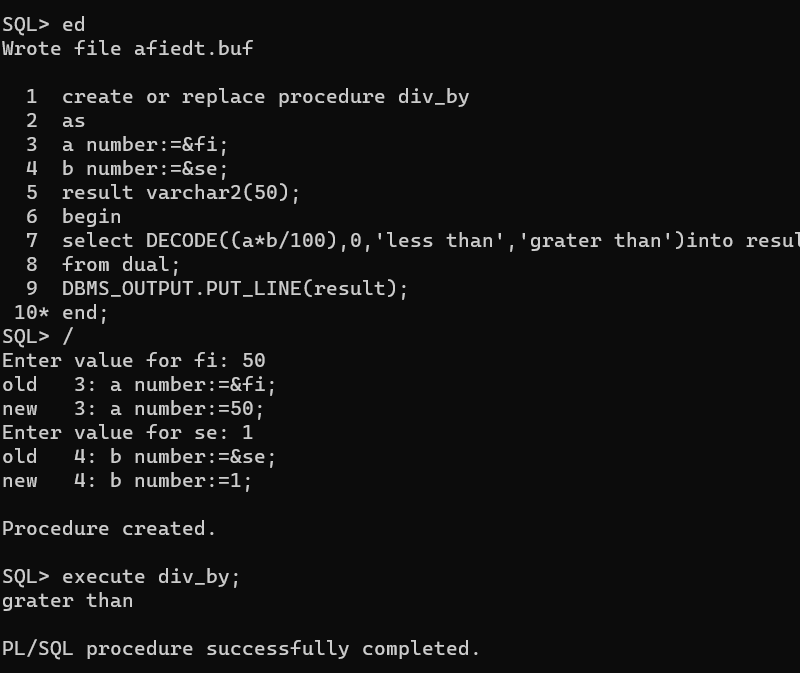 SQL> ed
Wrote file afiedt.buf
1 create or replace procedure div_by
2 as
3 a number:=&fi;
4 b number:=&se;
5 result varchar2(50);
6 begin
7 select DECODE((a*b/100),0,'less than','grater than')into resul
8 from dual;
9 DBMS_OUTPUT.PUT_LINE(result);
10* end;
SQL> /
Enter value for fi: 50
old 3: a number:=&fi;
new 3: a number:=50;
Enter value for se: 1
old 4: b number:=&se;
new 4: b number:=1;
Procedure created.
SQL> execute div_by;
grater than
PL/SQL procedure successfully completed.